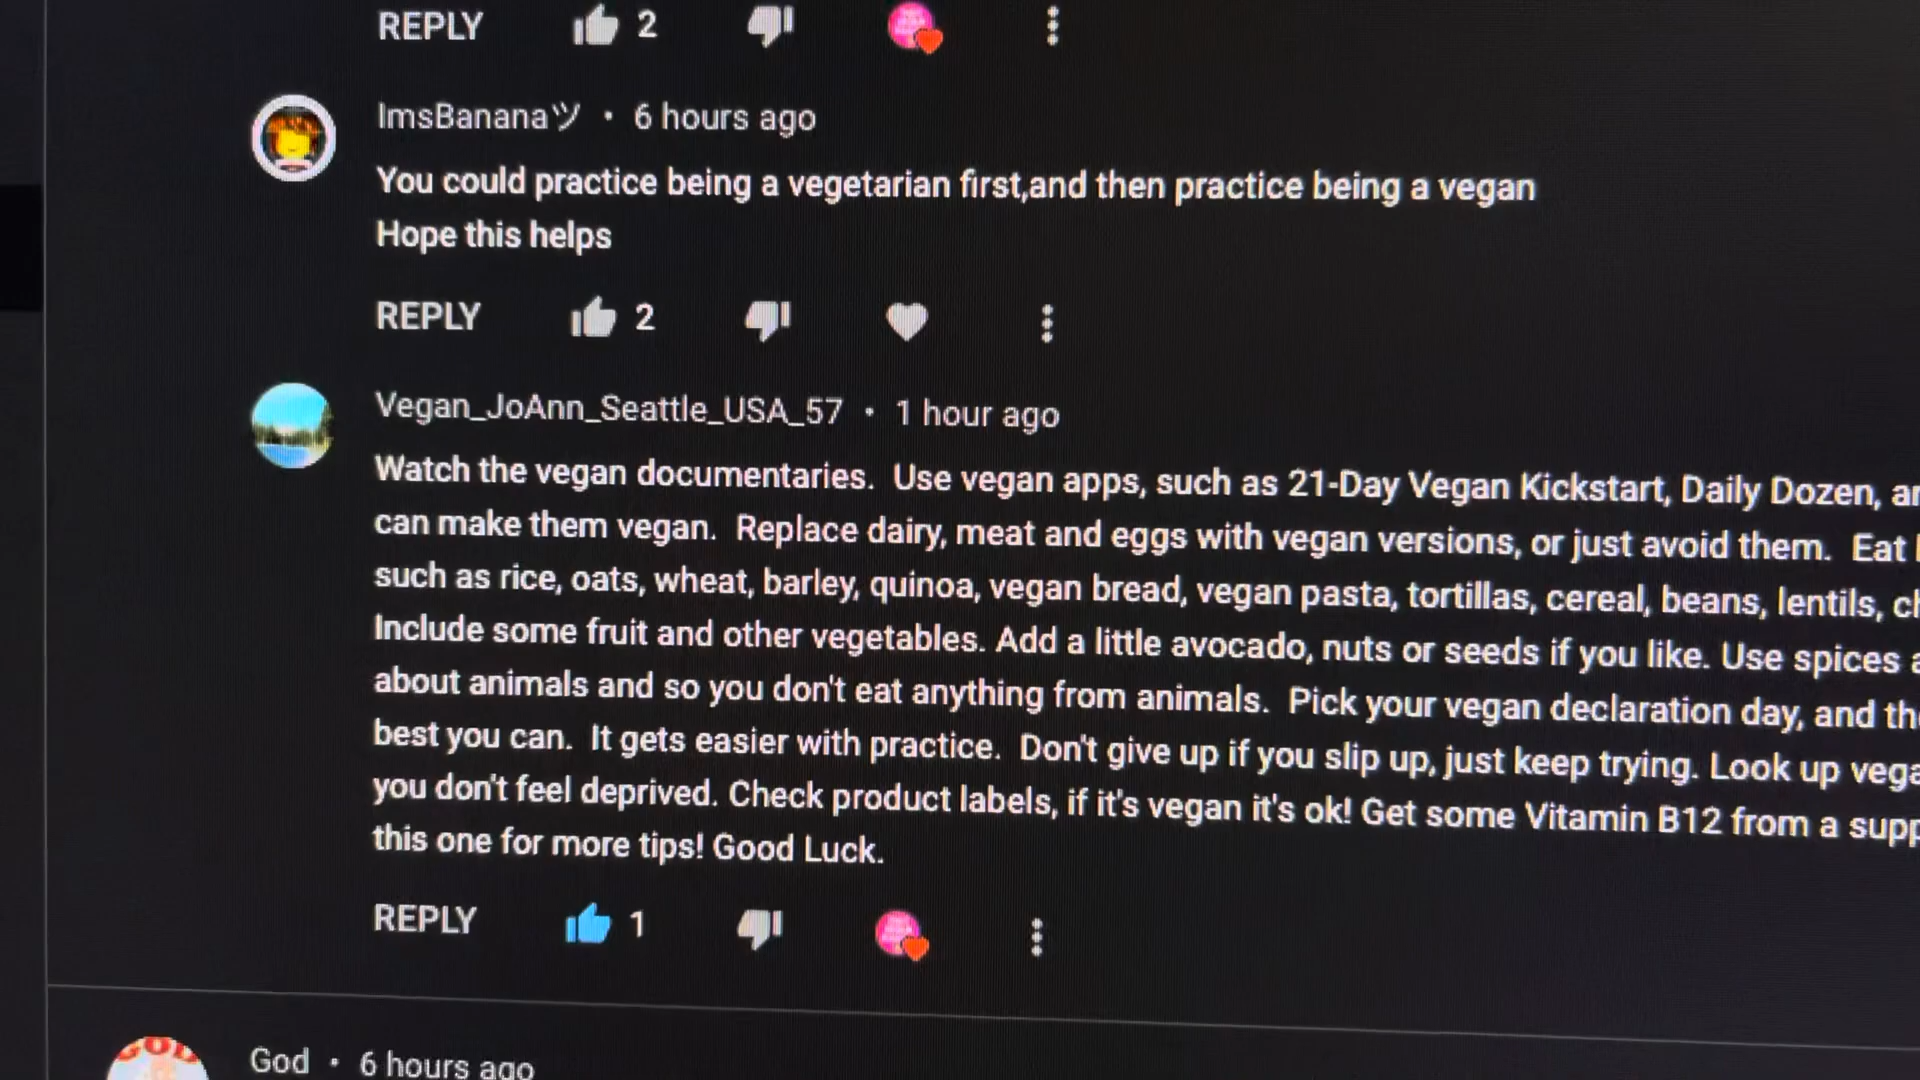 REPLY 2
ImsBananaツ • 6 hours ago
You could practice being a vegetarian first,and then practice being a vegan
Hope this helps
REPLY 2
Vegan_JoAnn_Seattle_USA_57 • 1 hour ago
Watch the vegan documentaries. Use vegan apps, such as 21-Day Vegan Kickstart, Daily Dozen,
can make them vegan. Replace dairy, meat and eggs with vegan versions, or just avoid them. Eat
such as rice, oats, wheat, barley, quinoa, vegan bread, vegan pasta, tortillas, cereal, beans, lentils,
Include some fruit and other vegetables. Add a little avocado, nuts or seeds if you like. Use spices
about animals and so you don't eat anything from animals. Pick your vegan declaration day, and
best you can. It gets easier with practice. Don't give up if you slip up, just keep trying. Look up
you don't feel deprived. Check product labels, if it's vegan it's ok! Get some Vitamin B12 from a
this one for more tips! Good Luck.
REPLY 1
GOD
God • 6 hours ago